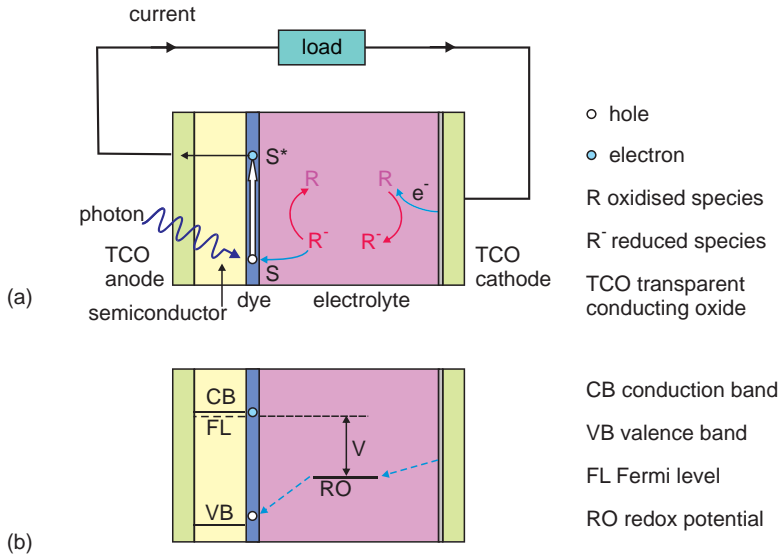 current
load
hole
S*
electron
R
R
e-
R oxidised species
photon
R-
R-
R- reduced species
TCO
anode
S
TCO
cathode
TCO transparent
conducting oxide
dye
electrolyte
semiconductor
(a)
CB
FL
V
RO
VB
(b)
CB conduction band
VB valence band
FL Fermi level
RO redox potential